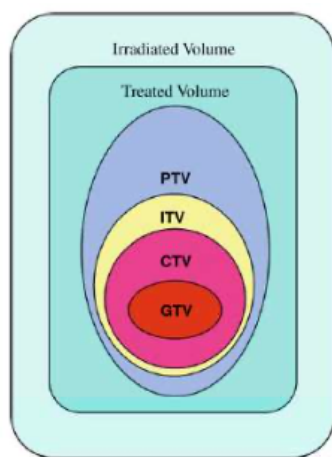 Irradiated Volume
Treated Volume
PTV
ITV
CTV
GTV